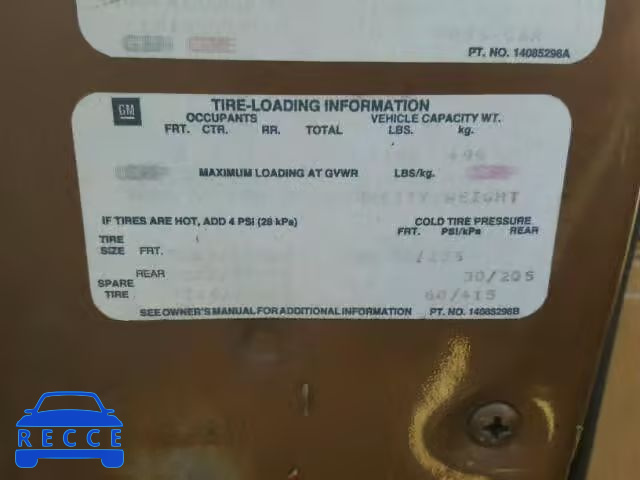 PT. NO. 14085298A
GM
TIRE-LOADING INFORMATION
OCCUPANTS VEHICLE CAPACITY WT.
FRT. CTR. RR. TOTAL LBS. kg.
MAXIMUM LOADING AT GVWR LBS/kg.
WEIGHT
IF TIRES ARE HOT, ADD 4 PSI (28 kPa) COLD TIRE PRESSURE
FRT. PSI/kPa REAR
TIRE
SIZE FRT.
REAR 30/205
SPARE
TIRE 60/415
SEE OWNER'S MANUAL FOR ADDITIONAL INFORMATION PT. NO. 14085298B
RECCE